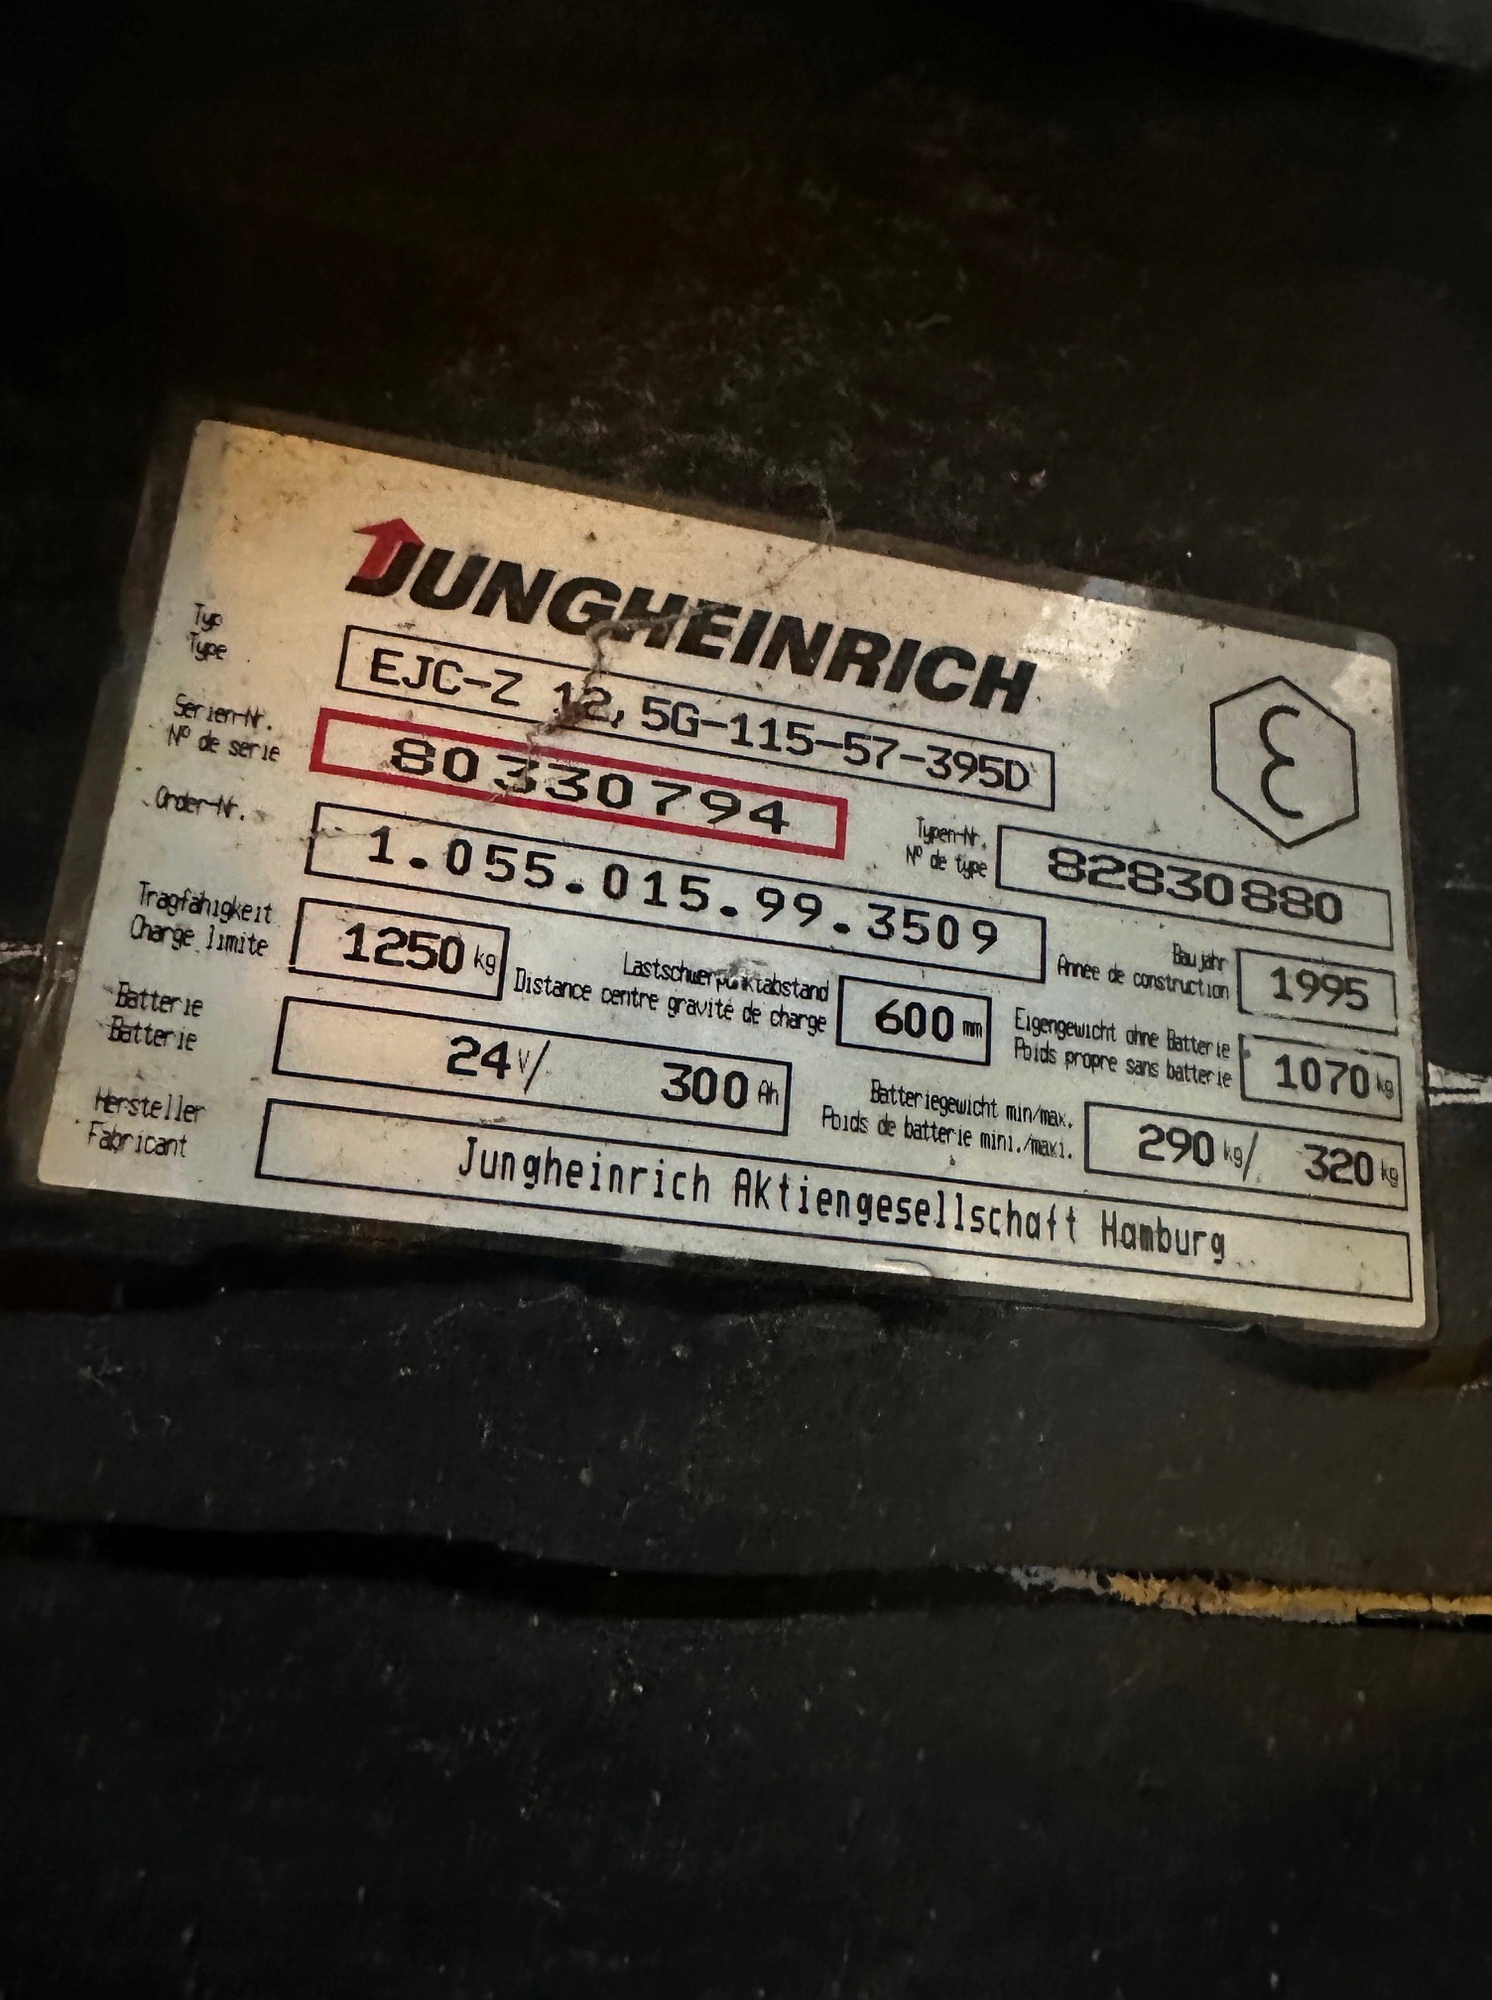 JUNGHEINRICH
Typ
Type
EJC-Z 12,5G-115-57-395D
ε
Serien-Nr.
Nº de serie
80330794
Typen-Nr.
Nº de type
82830880
Order-Nr.
1.055.015.99.3509
Baujahr
Annee de construction
1995
Tragfähigkeit
Charge limite
1250 kg
Lastschwerpunktabstand
Distance centre gravité de charge
600 mm
Eigengewicht ohne Batterie
Poids propre sans batterie
1070 kg
Batterie
Batterie
24 V/ 300 Ah
Batteriegewicht min/max.
Poids de batterie mini./maxi.
290 kg/ 320 kg
Hersteller
Fabricant
Jungheinrich Aktiengesellschaft Hamburg